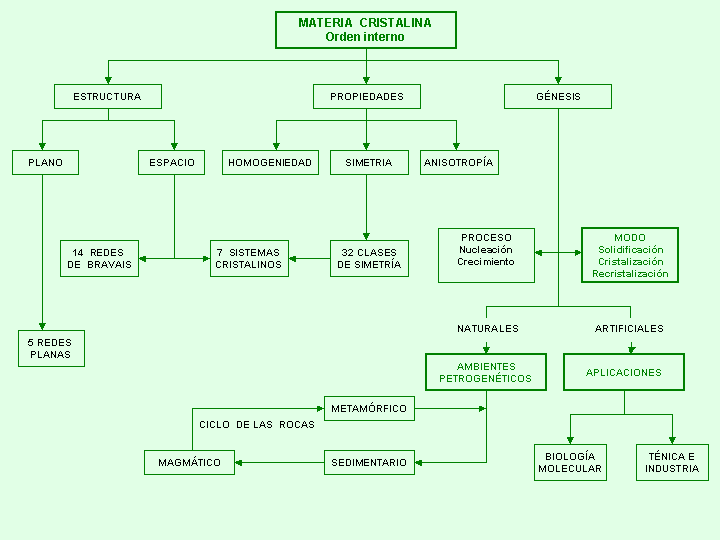 MATERIA CRISTALINA
Orden interno
ESTRUCTURA
PROPIEDADES
GÉNESIS
PLANO
ESPACIO
HOMOGENIEDAD
SIMETRIA
ANISOTROPÍA
14 REDES
DE BRAVAIS
7 SISTEMAS
CRISTALINOS
32 CLASES
DE SIMETRÍA
PROCESO
Nucleación
Crecimiento
MODO
Solidificación
Cristalización
Recristalización
5 REDES
PLANAS
NATURALES
ARTIFICIALES
AMBIENTES
PETROGENÉTICOS
APLICACIONES
METAMÓRFICO
CICLO DE LAS ROCAS
MAGMÁTICO
SEDIMENTARIO
BIOLOGÍA
MOLECULAR
TÉNICA E
INDUSTRIA